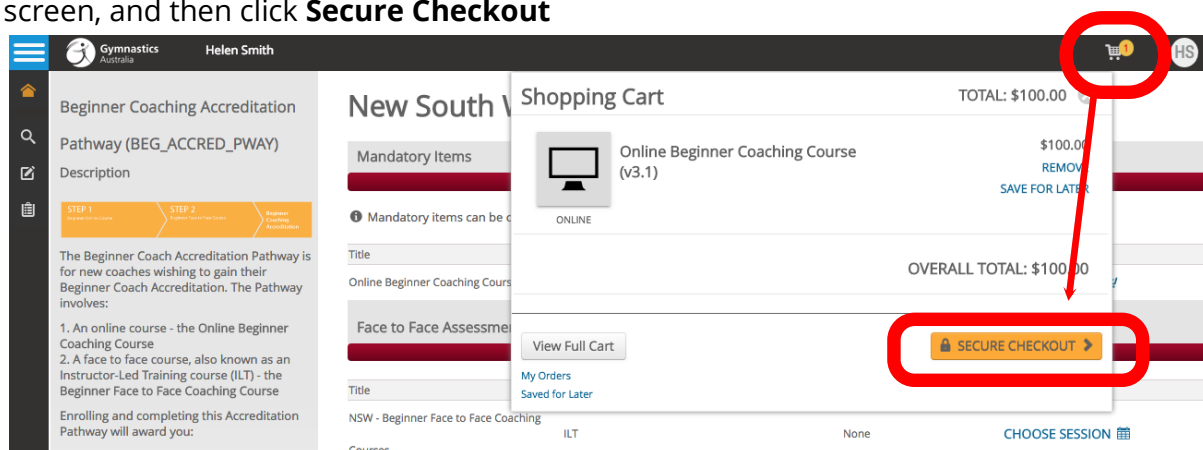 screen, and then click Secure Checkout
Gymnastics
Australia
Helen Smith
1
HS
Beginner Coaching Accreditation
Pathway (BEG_ACCRED_PWAY)
Description
STEP 1
STEP 2
Beginner
Coaching
Accreditation
The Beginner Coach Accreditation Pathway is
for new coaches wishing to gain their
Beginner Coach Accreditation. The Pathway
involves:
1. An online course - the Online Beginner
Coaching Course
2. A face to face course, also known as an
Instructor-Led Training course (ILT) - the
Beginner Face to Face Coaching Course
Enrolling and completing this Accreditation
Pathway will award you:
New South
Mandatory Items
Mandatory items can be
Title
Online Beginner Coaching Cours
Face to Face Assessme
Title
NSW - Beginner Face to Face Coaching
Courses
ILT
None
CHOOSE SESSION
Shopping Cart
TOTAL: $100.00
Online Beginner Coaching Course
(v3.1)
ONLINE
$100.00
REMOVE
SAVE FOR LATER
OVERALL TOTAL: $100.00
View Full Cart
SECURE CHECKOUT
My Orders
Saved for Later